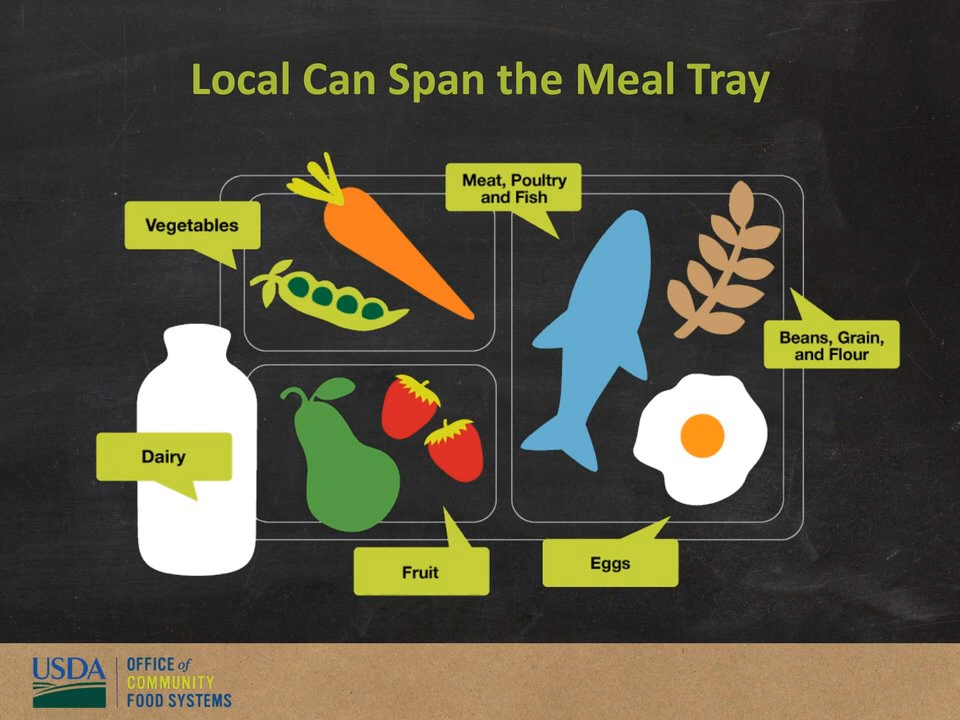 Local Can Span the Meal Tray
Meat, Poultry
and Fish
Vegetables
Beans, Grain,
and Flour
Dairy
Eggs
Fruit
USDA
OFFICE of
COMMUNITY
FOOD SYSTEMS